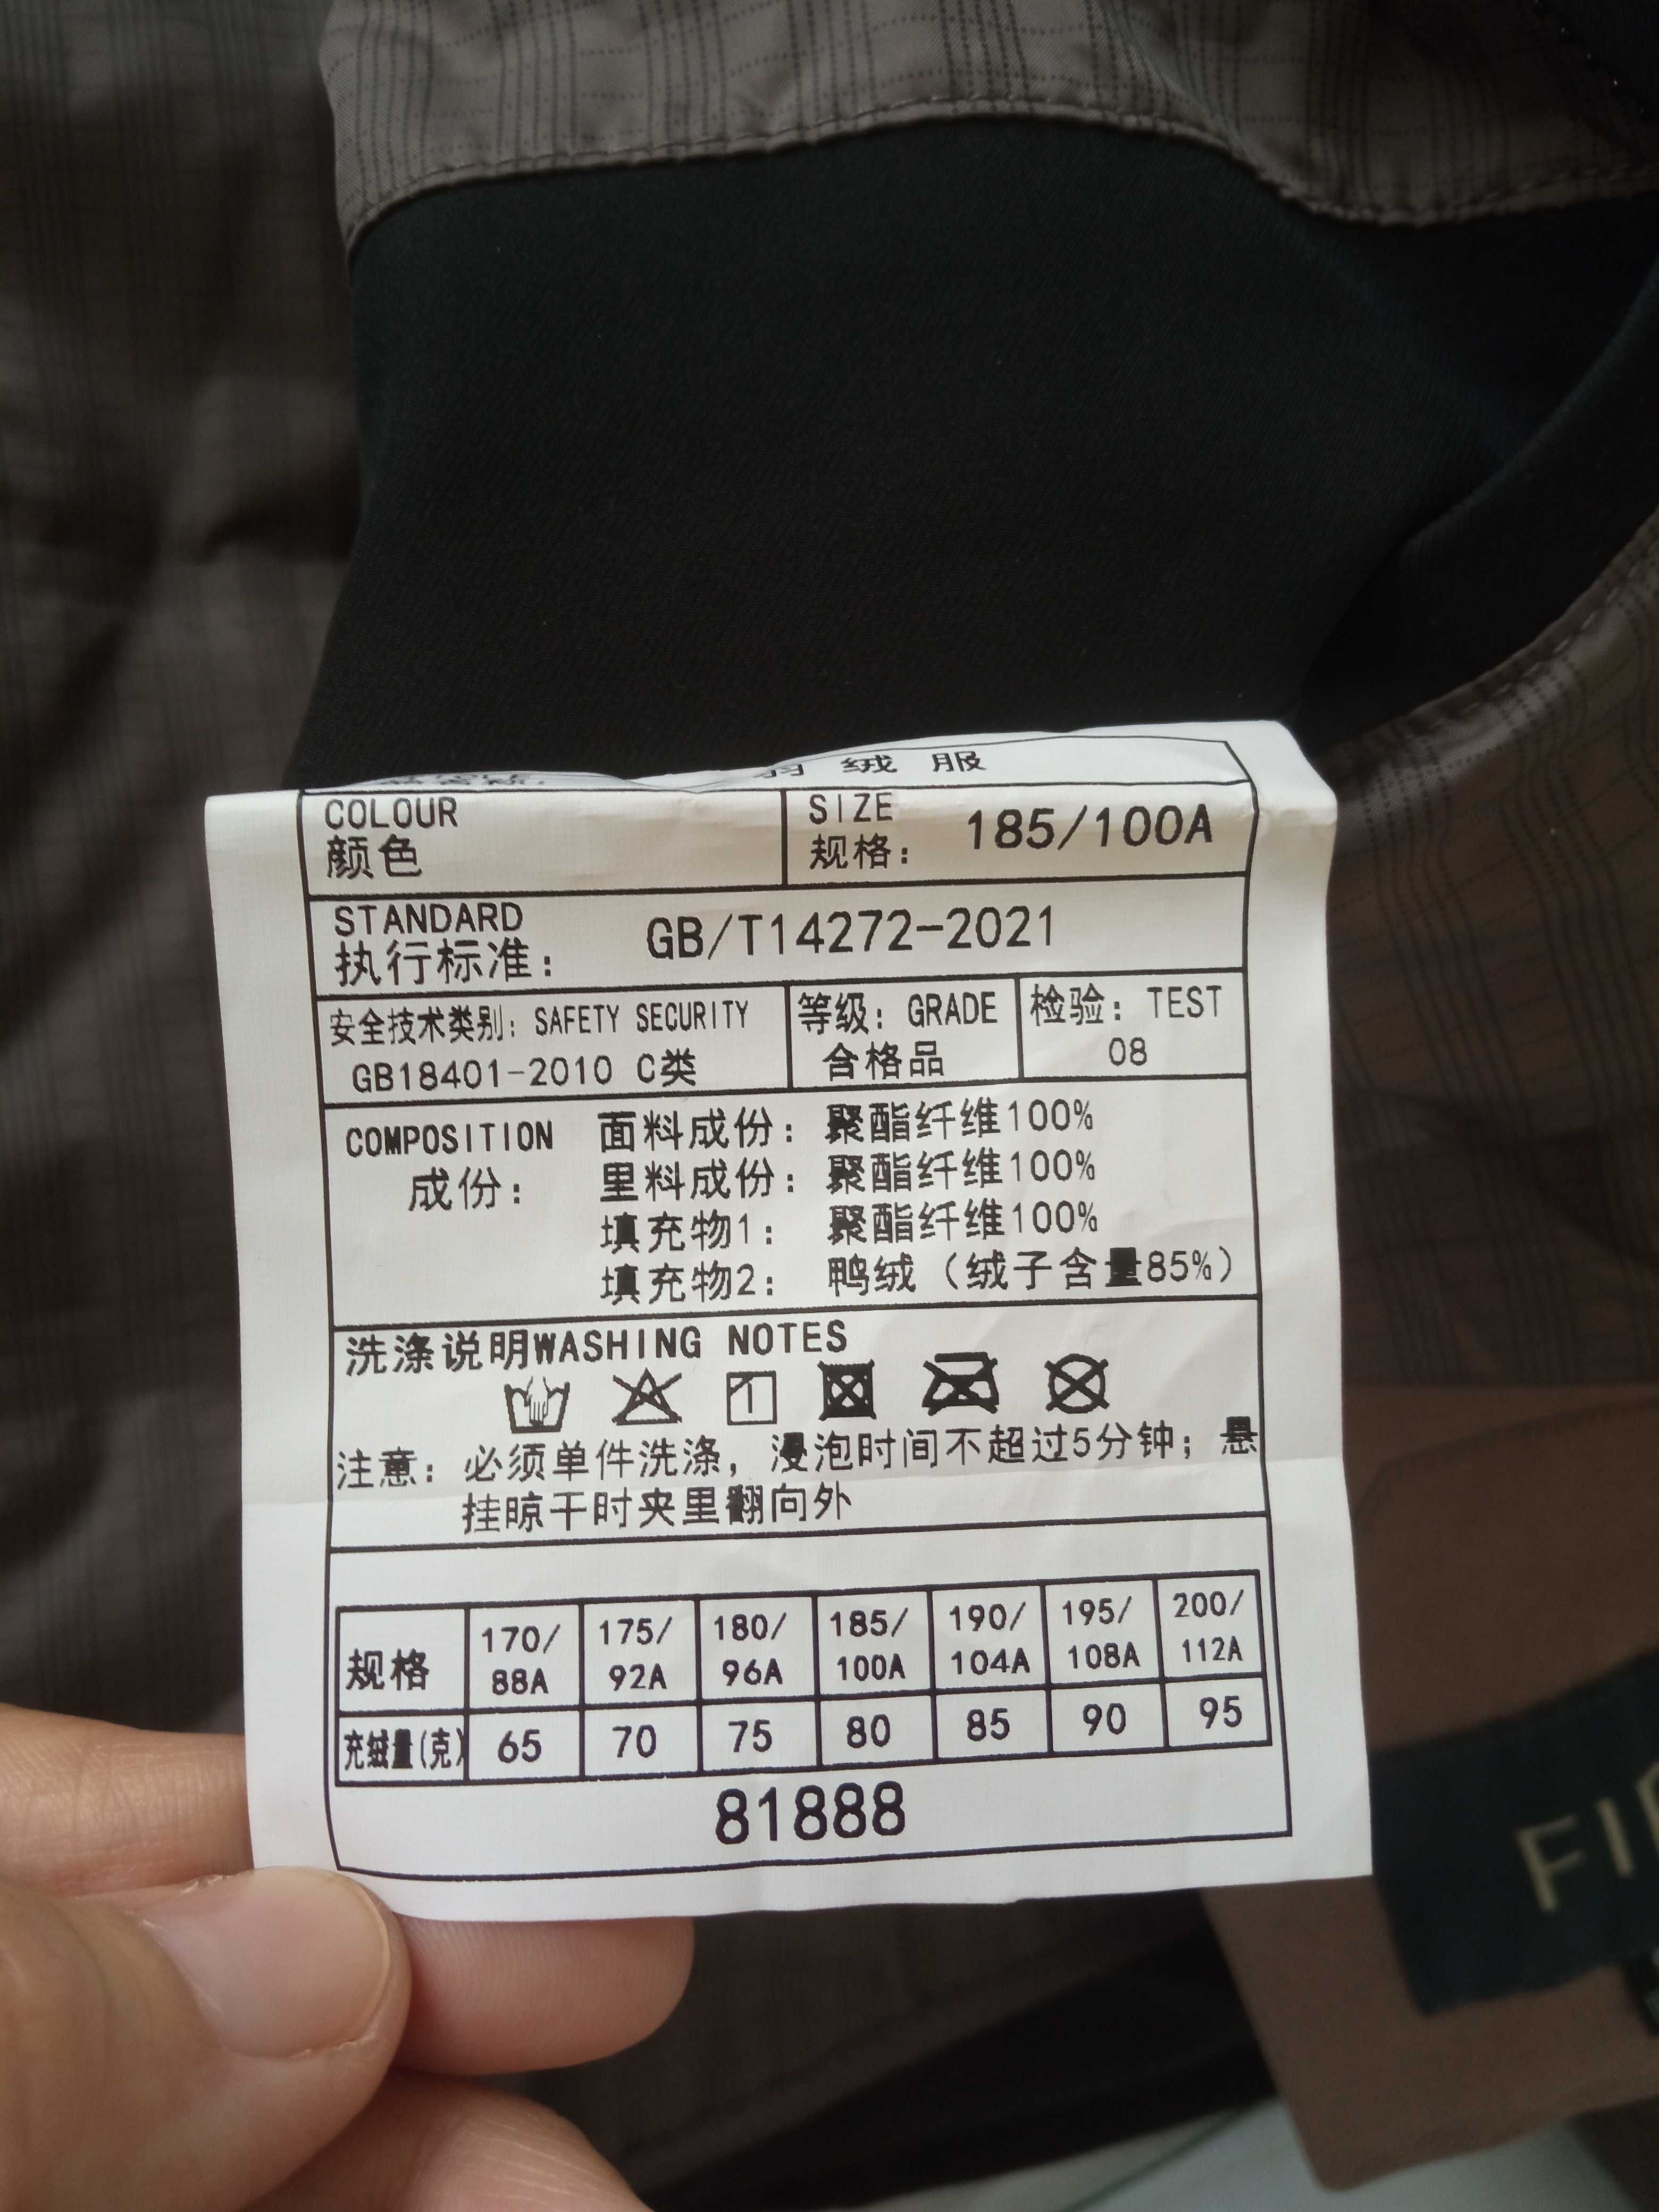 绒服
COLOUR
颜色
SIZE
规格: 185/100A
STANDARD
执行标准: GB/T14272-2021
安全技术类别: SAFETY SECURITY
GB18401-2010 C类
等级: GRADE
合格品
检验: TEST
08
COMPOSITION
成份:
面料成份: 聚酯纤维100%
里料成份: 聚酯纤维100%
填充物1: 聚酯纤维100%
填充物2: 鸭绒(绒子含量85%)
洗涤说明WASHING NOTES
注意: 必须单件洗涤, 浸泡时间不超过5分钟; 悬
挂晾干时夹里翻向外
规格 170/88A 175/92A 180/96A 185/100A 190/104A 195/108A 200/112A
充绒量(克) 65 70 75 80 85 90 95
81888